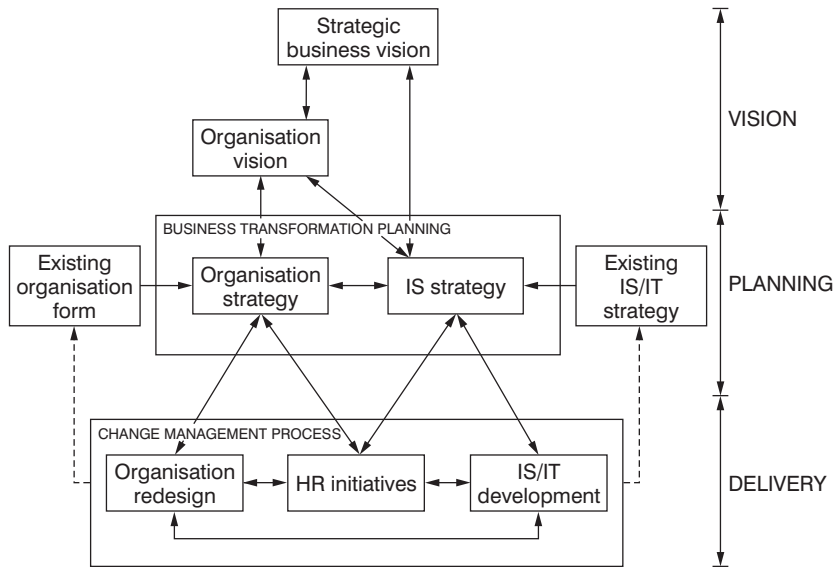 Strategic
business vision
VISION
Organisation
vision
BUSINESS TRANSFORMATION PLANNING
Existing
organisation
form
Organisation
strategy
IS strategy
Existing
IS/IT
strategy
PLANNING
CHANGE MANAGEMENT PROCESS
Organisation
redesign
HR initiatives
IS/IT
development
DELIVERY